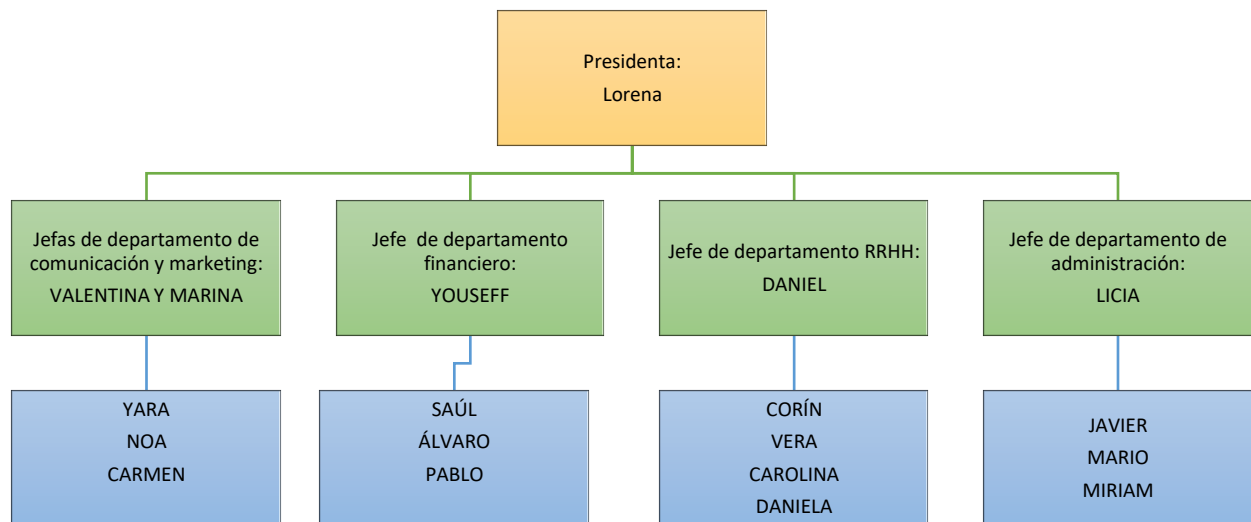 Presidenta:
Lorena
Jefas de departamento de
comunicación y marketing:
VALENTINA Y MARINA
Jefe de departamento
financiero:
YOUSEFF
Jefe de departamento RRHH:
DANIEL
Jefe de departamento de
administración:
LICIA
YARA
NOA
CARMEN
SAÚL
ÁLVARO
PABLO
CORÍN
VERA
CAROLINA
DANIELA
JAVIER
MARIO
MIRIAM